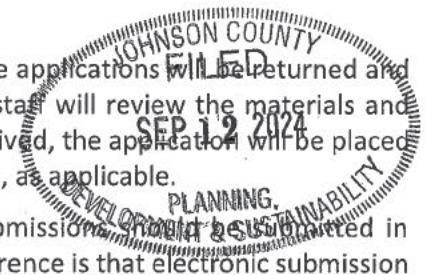 JOHNSON COUNTY
FILED
SEP 12 2024
PLANNING,
DEVELOPMENT & SUSTAINABILITY
e applications will be returned and
staff will review the materials and
ived, the application will be placed
, as applicable.
bmissions should be submitted in
rence is that electronic submission